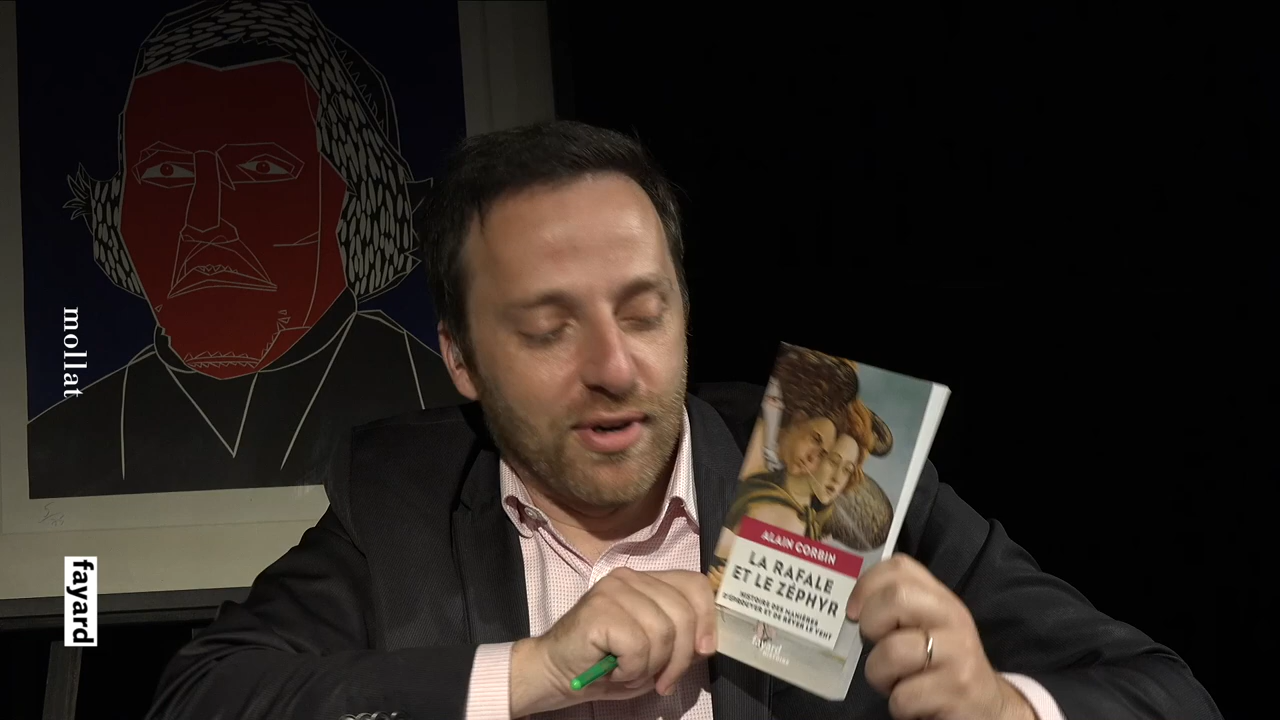 mollat
fayard
ALAIN CORBIN
LA RAFALE
ET LE ZÉPHYR
HISTOIRE DES MANIÈRES
D'ÉPROUVER ET DE RÊVER LE VENT
fayard
HISTOIRE